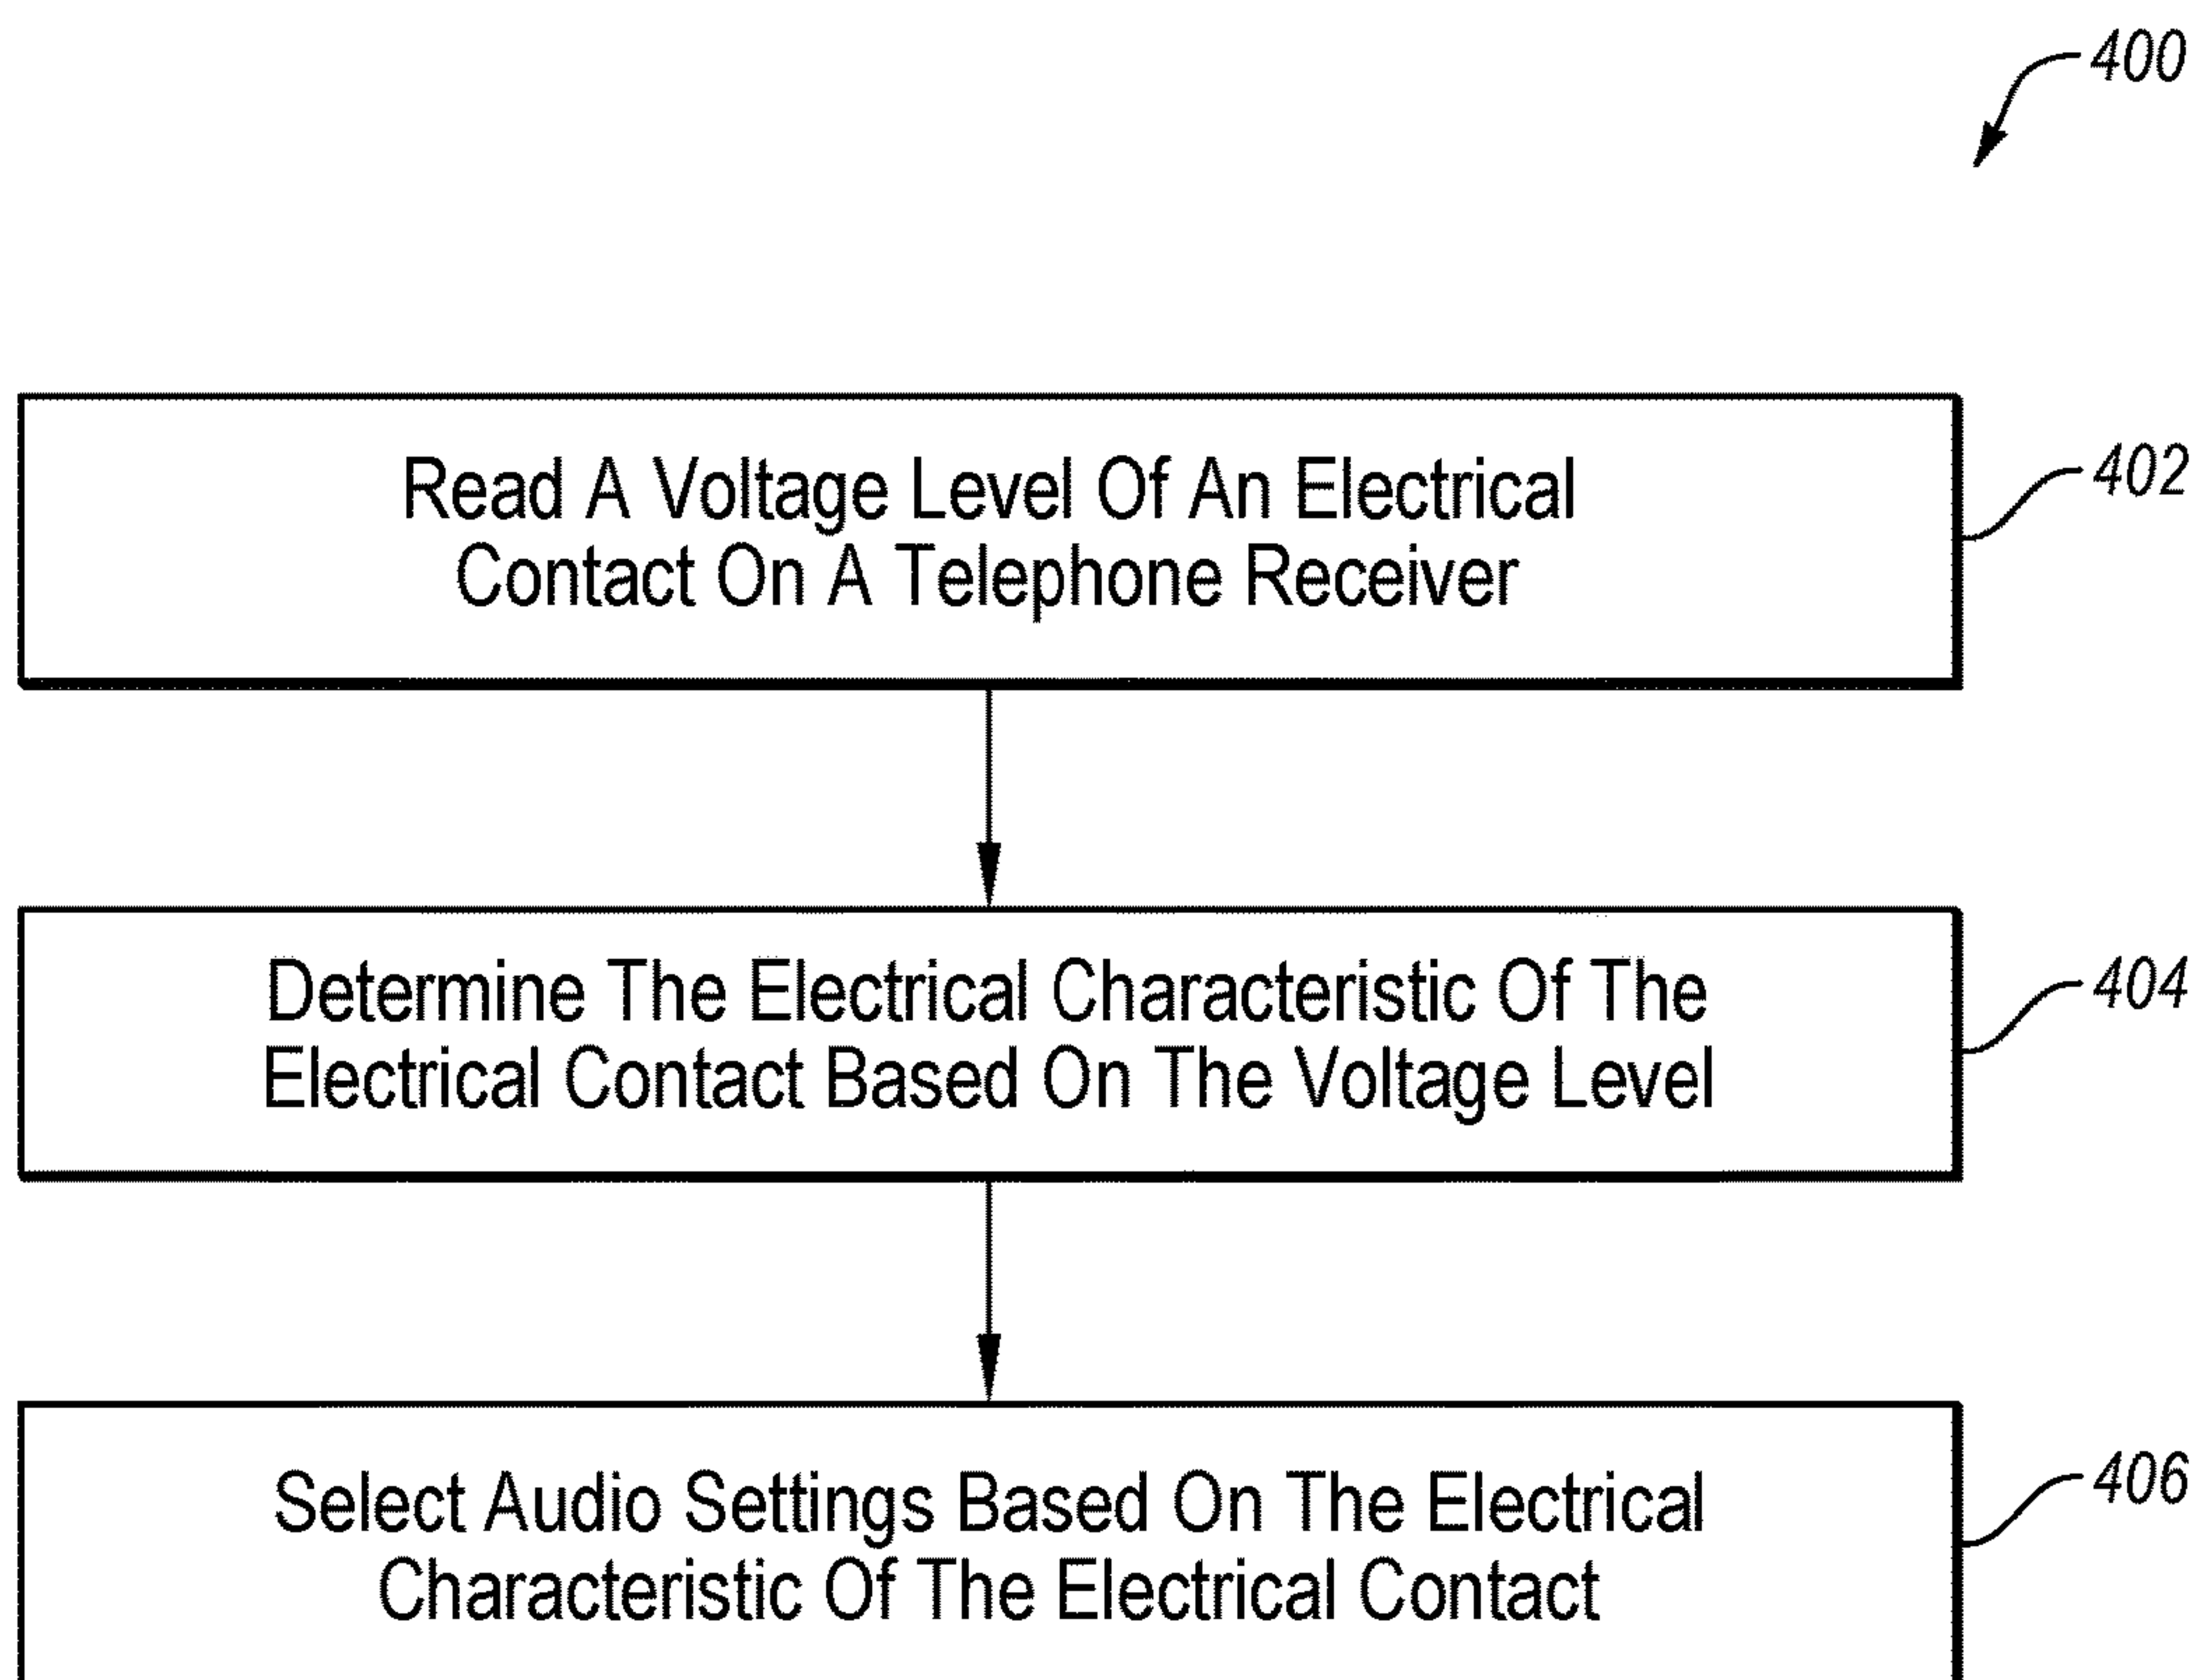 400
Read A Voltage Level Of An Electrical
Contact On A Telephone Receiver
402
Determine The Electrical Characteristic Of The
Electrical Contact Based On The Voltage Level
404
Select Audio Settings Based On The Electrical
Characteristic Of The Electrical Contact
406